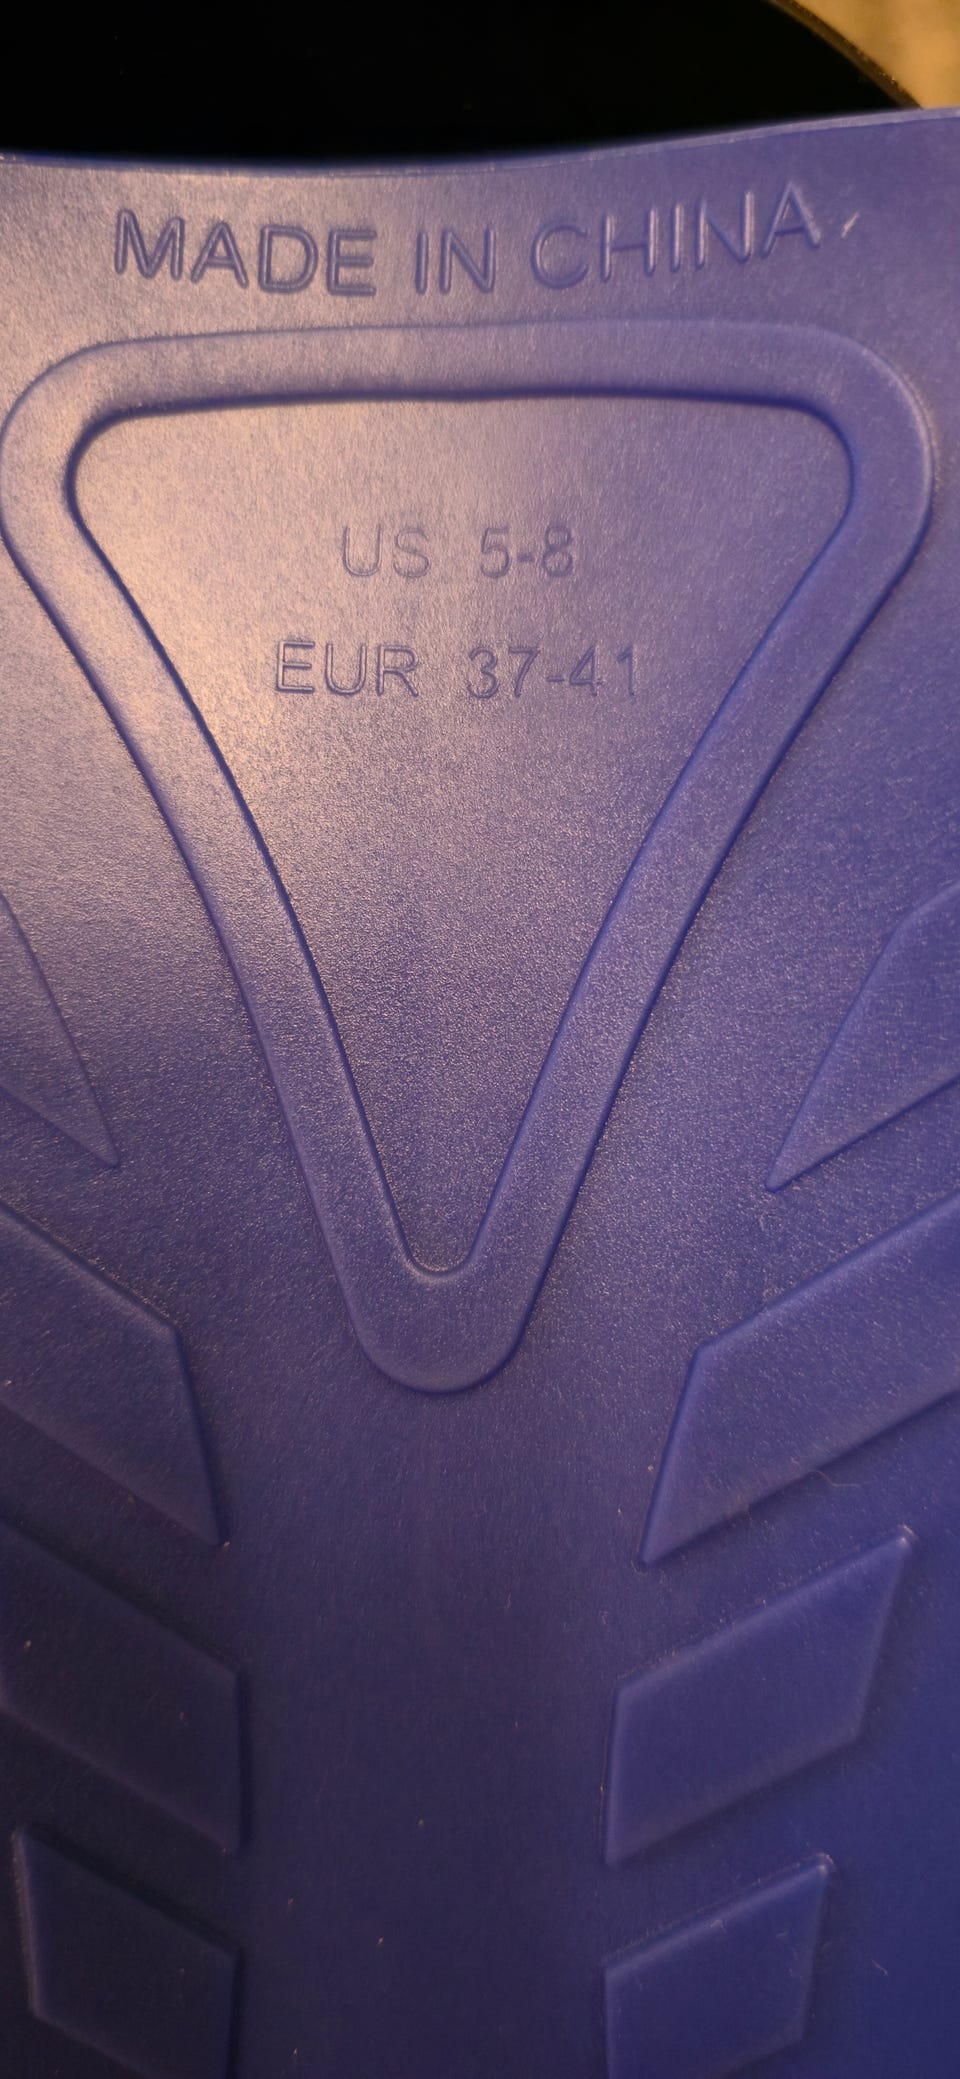 MADE IN CHINA
US 5-8
EUR 37-41